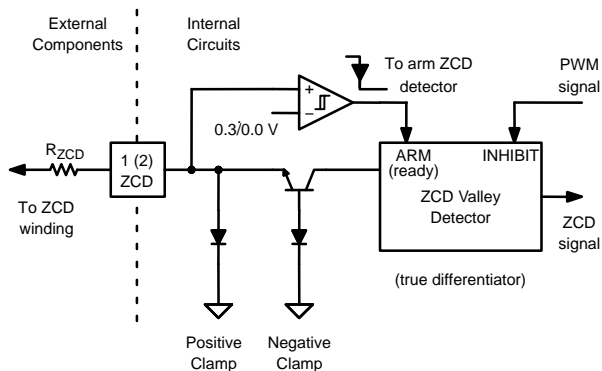 External
Components
Internal
Circuits
To arm ZCD
detector
PWM
signal
+
−
0.3/0.0 V
RZCD
1 (2)
ZCD
ARM
(ready)
INHIBIT
ZCD Valley
Detector
To ZCD
winding
ZCD
signal
(true differentiator)
Positive
Clamp
Negative
Clamp